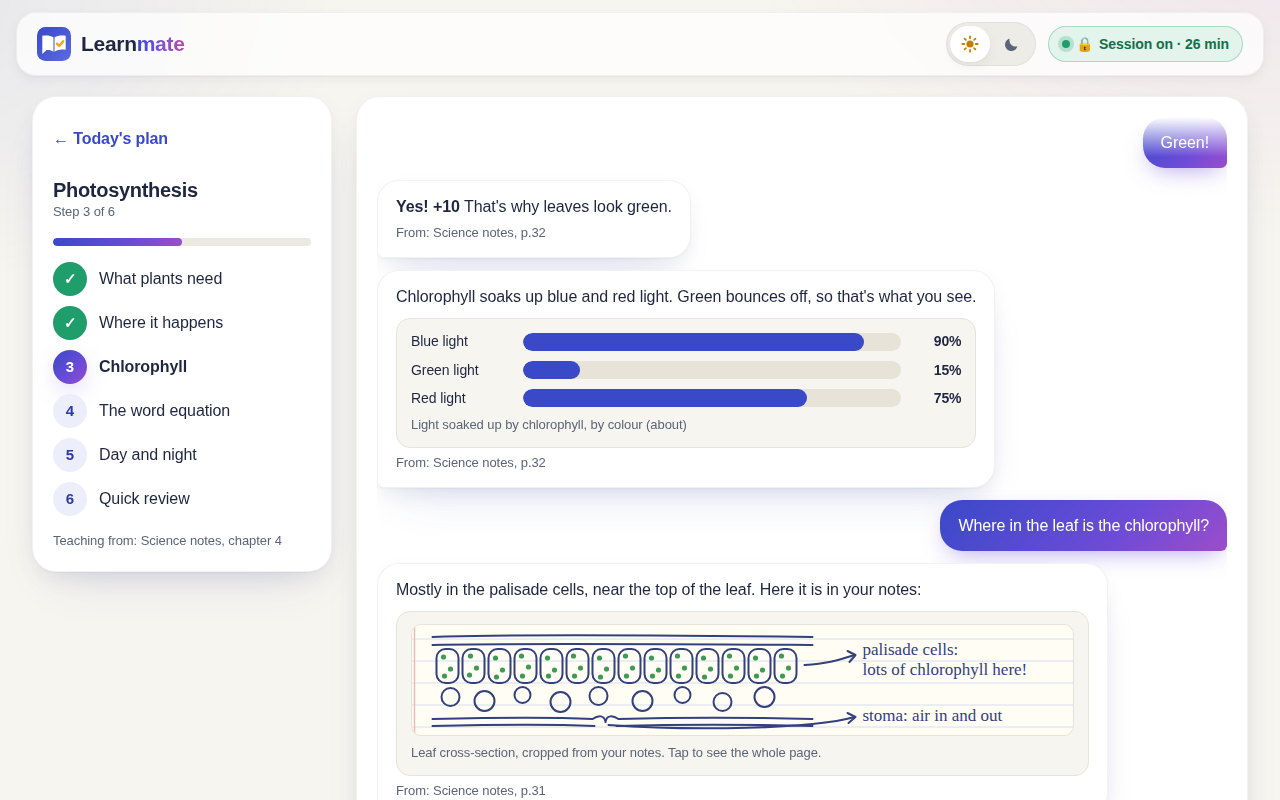 Learnmate
🔒 Session on · 26 min
← Today's plan
Photosynthesis
Step 3 of 6
✓ What plants need
✓ Where it happens
3 Chlorophyll
4 The word equation
5 Day and night
6 Quick review
Teaching from: Science notes, chapter 4
Green!
Yes! +10 That's why leaves look green.
From: Science notes, p.32
Chlorophyll soaks up blue and red light. Green bounces off, so that's what you see.
Blue light 90%
Green light 15%
Red light 75%
Light soaked up by chlorophyll, by colour (about)
From: Science notes, p.32
Where in the leaf is the chlorophyll?
Mostly in the palisade cells, near the top of the leaf. Here it is in your notes:
palisade cells:
lots of chlorophyll here!
stoma: air in and out
Leaf cross-section, cropped from your notes. Tap to see the whole page.
From: Science notes, p.31